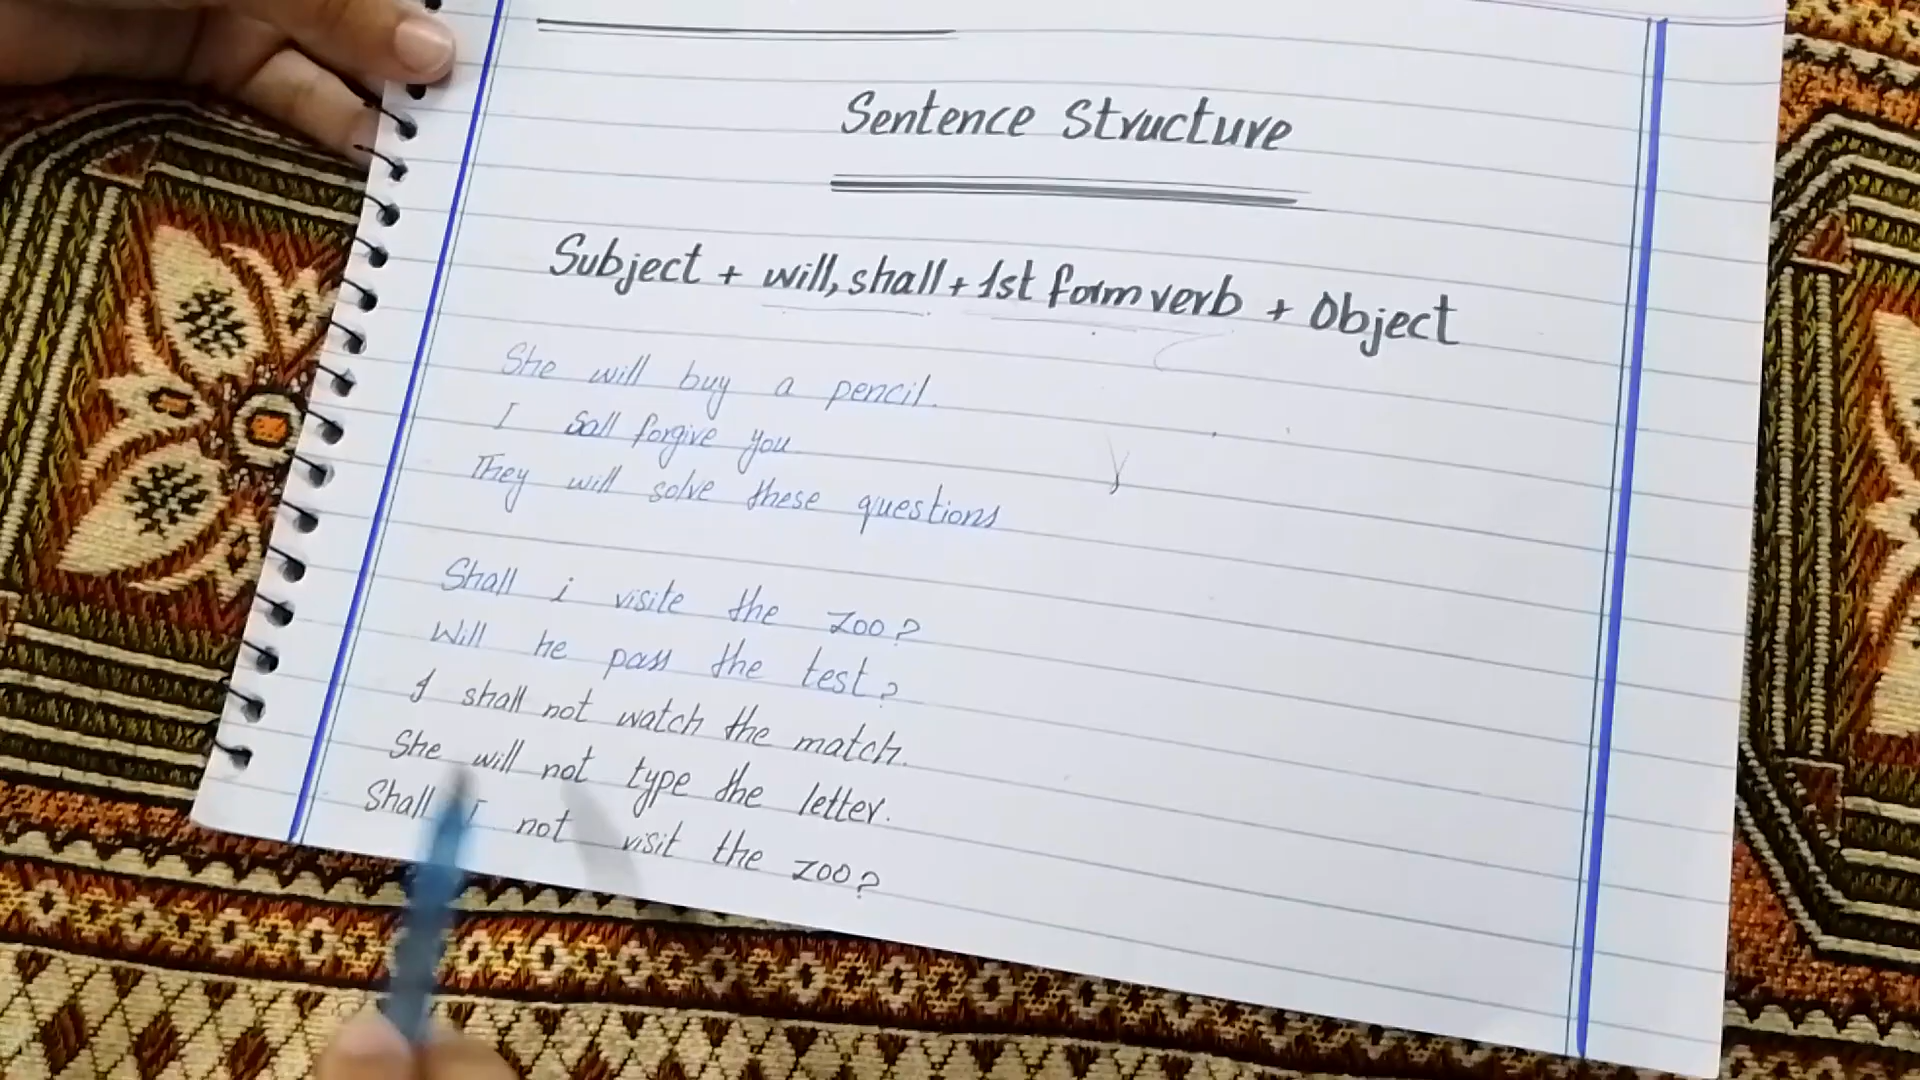 Sentence Structure
Subject + will, shall + 1st form verb + Object
She will buy a pencil.
I Sall forgive you
They will solve these questions
Shall i visite the zoo?
Will he pass the test?
I shall not watch the match.
She will not type the letter.
Shall I not visit the zoo?